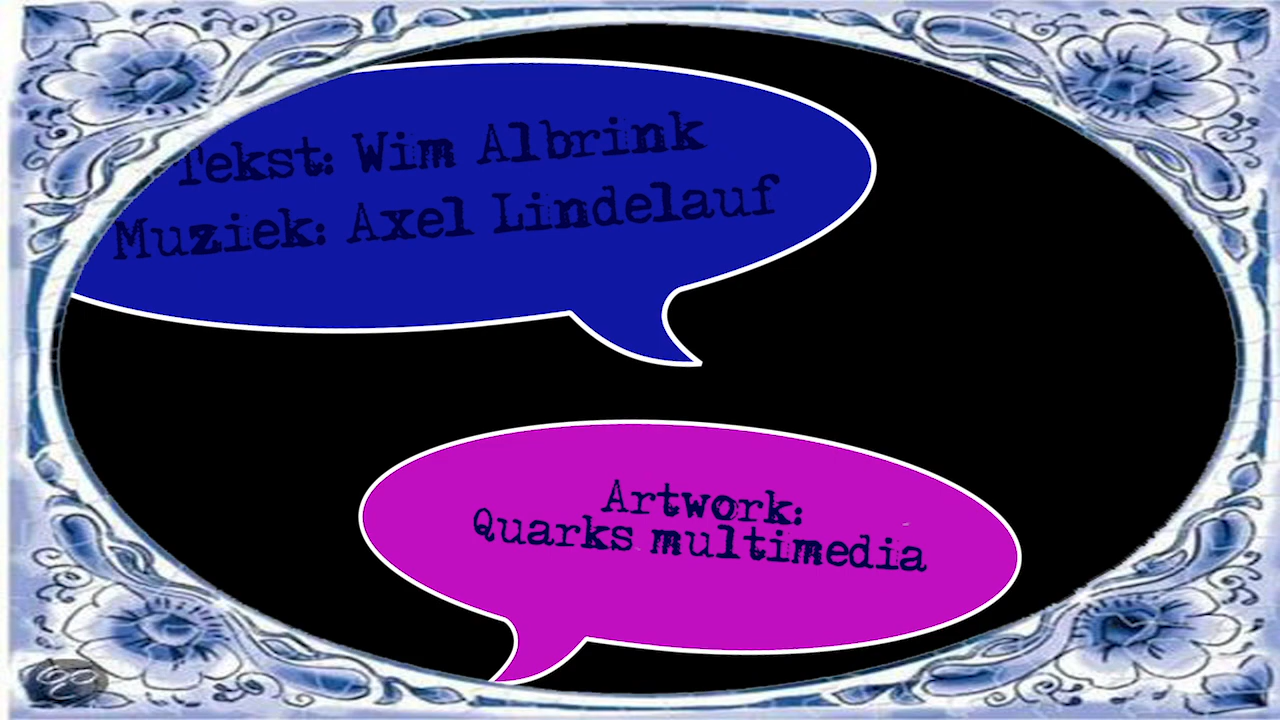 Tekst: Wim Albrink
Muziek: Axel Lindelauf
Artwork:
Quarks multimedia